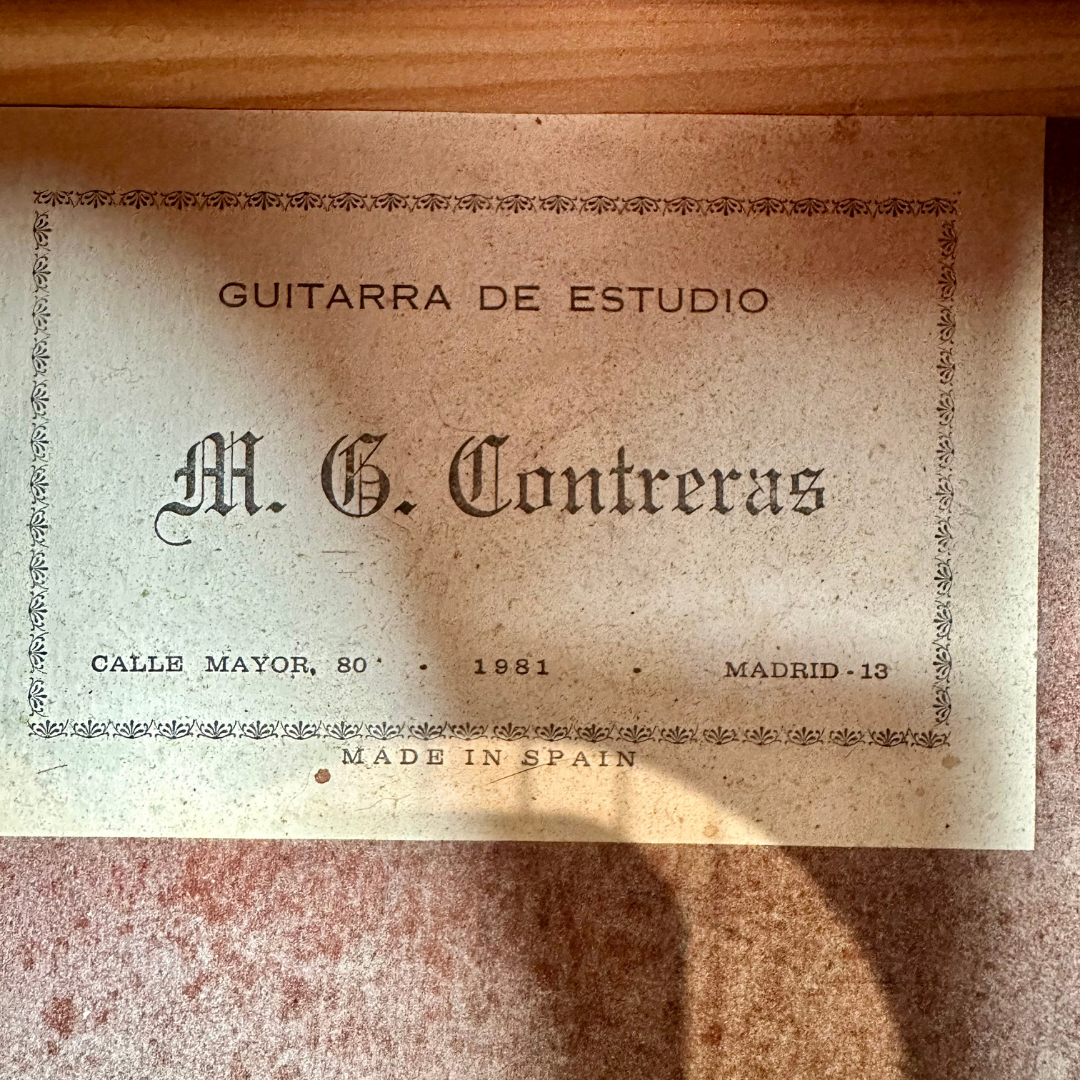 GUITARRA DE ESTUDIO
M. G. Contreras
CALLE MAYOR, 80 • 1981 • MADRID-13
MADE IN SPAIN